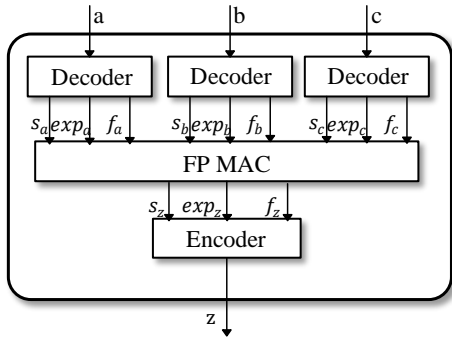 a b c
Decoder Decoder Decoder
s_a exp_a f_a s_b exp_b f_b s_c exp_c f_c
FP MAC
s_z exp_z f_z
Encoder
z